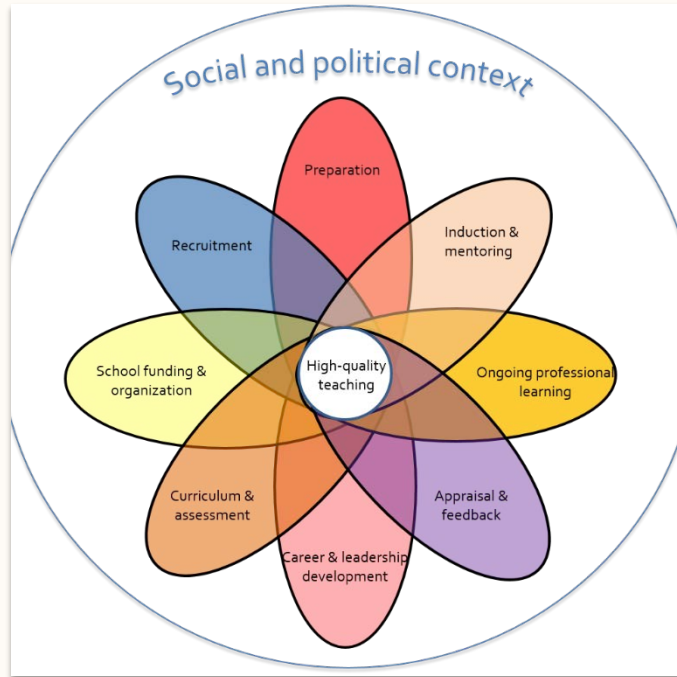 Social and political context
Preparation
Induction &
mentoring
Recruitment
School funding &
organization
High-quality
teaching
Ongoing professional
learning
Curriculum &
assessment
Appraisal &
feedback
Career & leadership
development